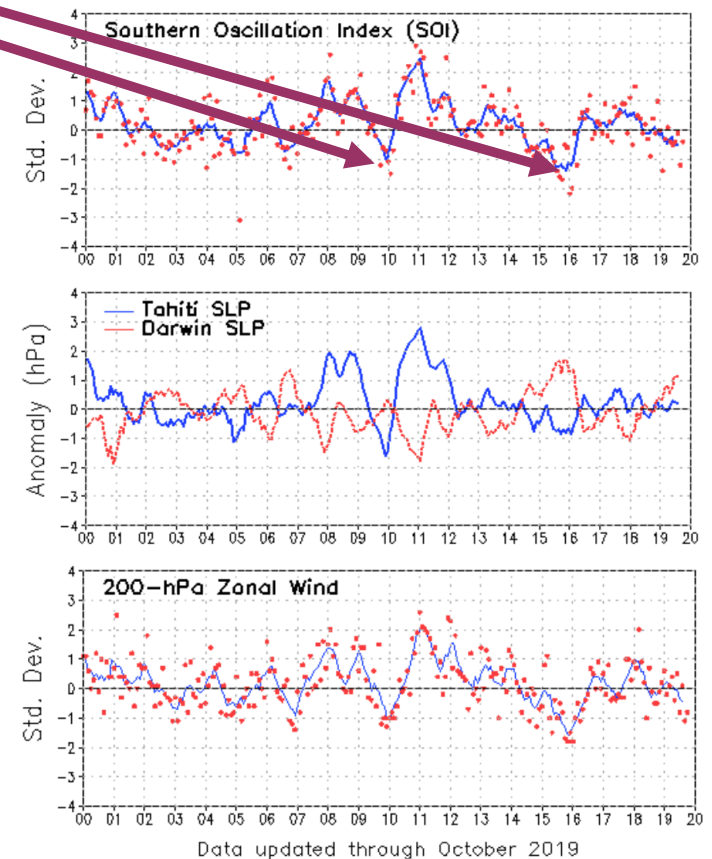 Southern Oscillation Index (SOI)
Std. Dev.
4
3
2
1
0
-1
-2
-3
-4
00 01 02 03 04 05 06 07 08 09 10 11 12 13 14 15 16 17 18 19 20
Tahiti SLP
Darwin SLP
Anomaly (hPa)
4
3
2
1
0
-1
-2
-3
-4
00 01 02 03 04 05 06 07 08 09 10 11 12 13 14 15 16 17 18 19 20
200-hPa Zonal Wind
Std. Dev.
4
3
2
1
0
-1
-2
-3
-4
00 01 02 03 04 05 06 07 08 09 10 11 12 13 14 15 16 17 18 19 20
Data updated through October 2019